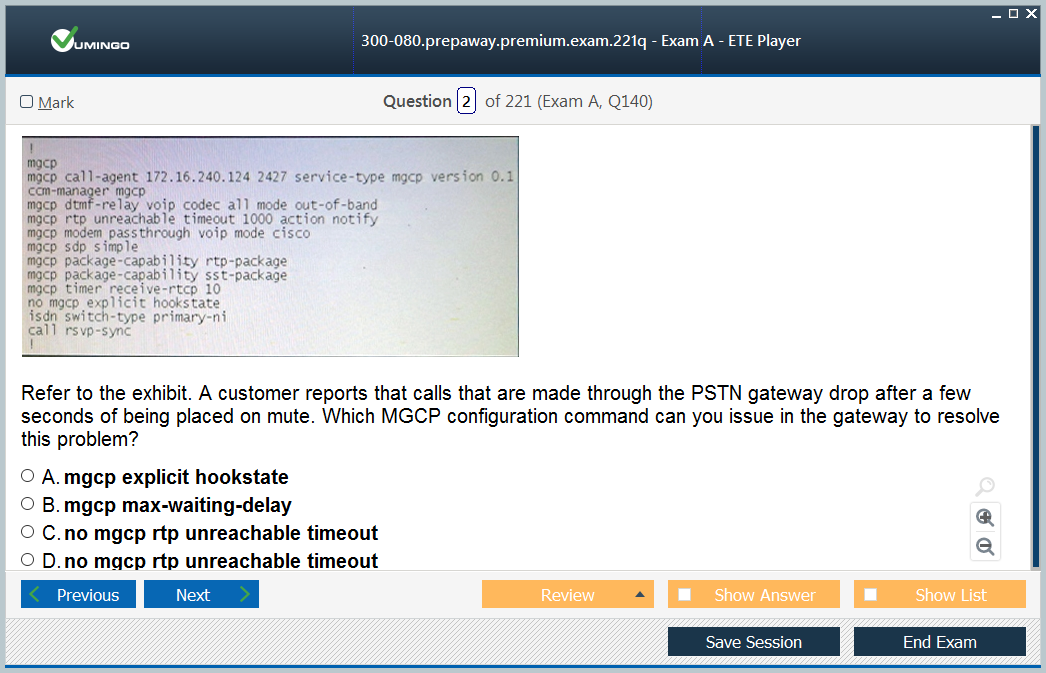 UMINGO
300-080.prepaway.premium.exam.221q - Exam A - ETE Player
Mark
Question 2 of 221 (Exam A, Q140)
!
mgcp
mgcp call-agent 172.16.240.124 2427 service-type mgcp version 0.1
ccm-manager mgcp
mgcp dtmf-relay voip codec all mode out-of-band
mgcp rtp unreachable timeout 1000 action notify
mgcp modem passthrough voip mode cisco
mgcp sdp simple
mgcp package-capability rtp-package
mgcp package-capability sst-package
mgcp timer receive-rtcp 10
no mgcp explicit hookstate
isdn switch-type primary-ni
call rsvp-sync
!
Refer to the exhibit. A customer reports that calls that are made through the PSTN gateway drop after a few
seconds of being placed on mute. Which MGCP configuration command can you issue in the gateway to resolve
this problem?
A. mgcp explicit hookstate
B. mgcp max-waiting-delay
C. no mgcp rtp unreachable timeout
D. no mgcp rtp unreachable timeout
Previous Next Review Show Answer Show List
Save Session End Exam